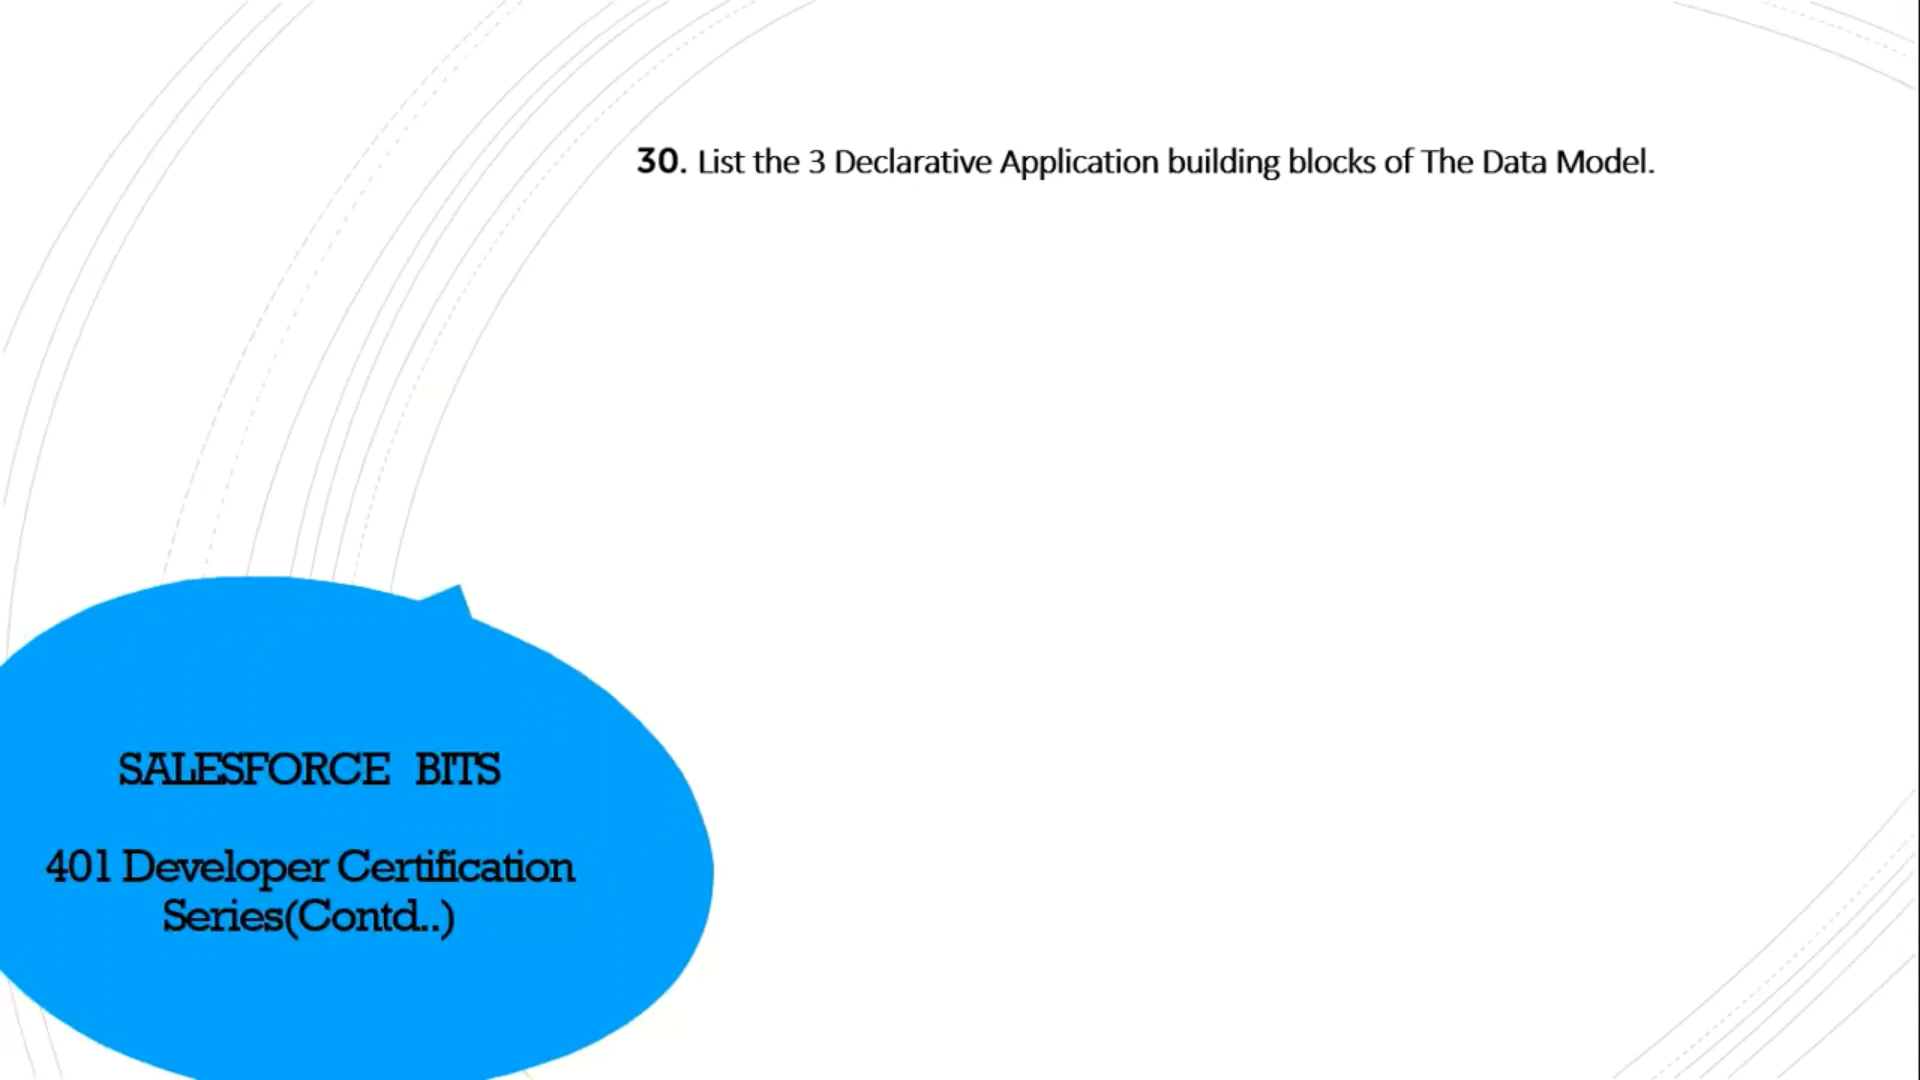 30. List the 3 Declarative Application building blocks of The Data Model.
SALESFORCE BITS
401 Developer Certification
Series(Contd..)